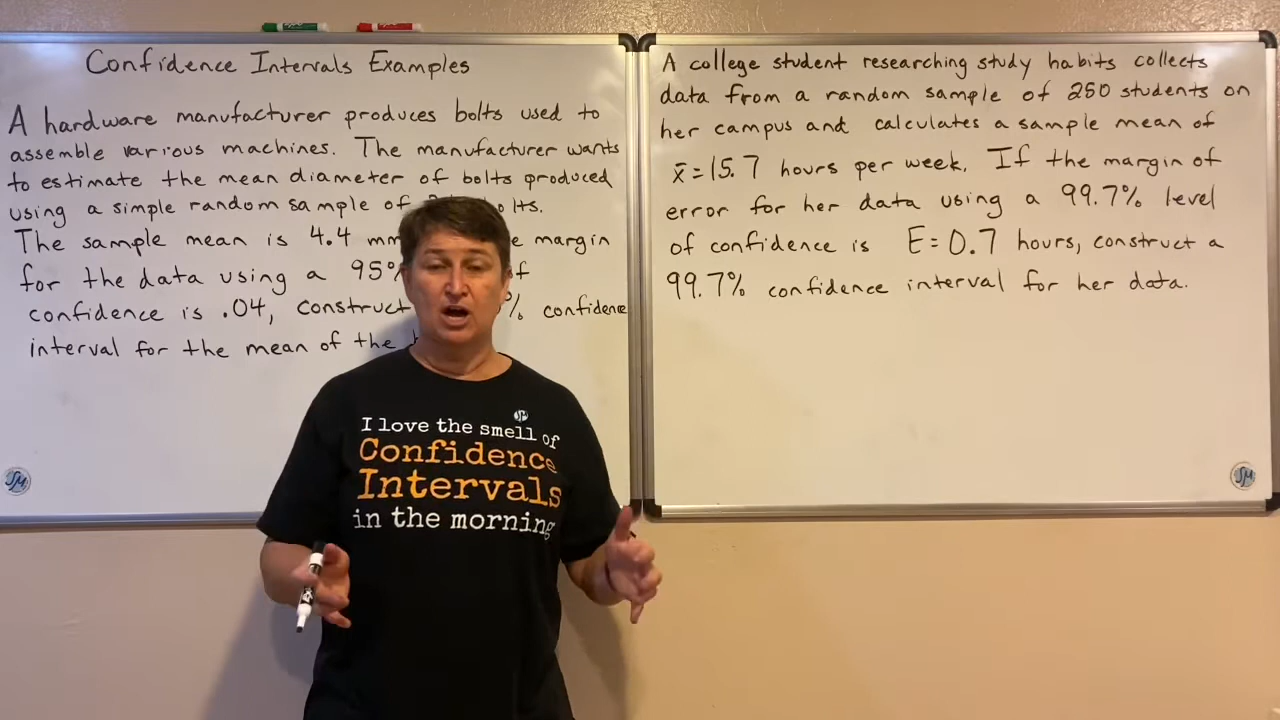 Confidence Intervals Examples
A hardware manufacturer produces bolts used to
assemble various machines. The manufacturer wants
to estimate the mean diameter of bolts produced
using a simple random sample of
The sample mean is 4.4 margin
for the data using a 95%
confidence is .04, construct % confidence
interval for the mean of the
A college student researching study habits collects
data from a random sample of 250 students on
her campus and calculates a sample mean of
x̄=15.7 hours per week. If the margin of
error for her data using a 99.7% level
of confidence is E=0.7 hours, construct a
99.7% confidence interval for her data.
I love the smell of
Confidence
Intervals
in the morning
SM
SM